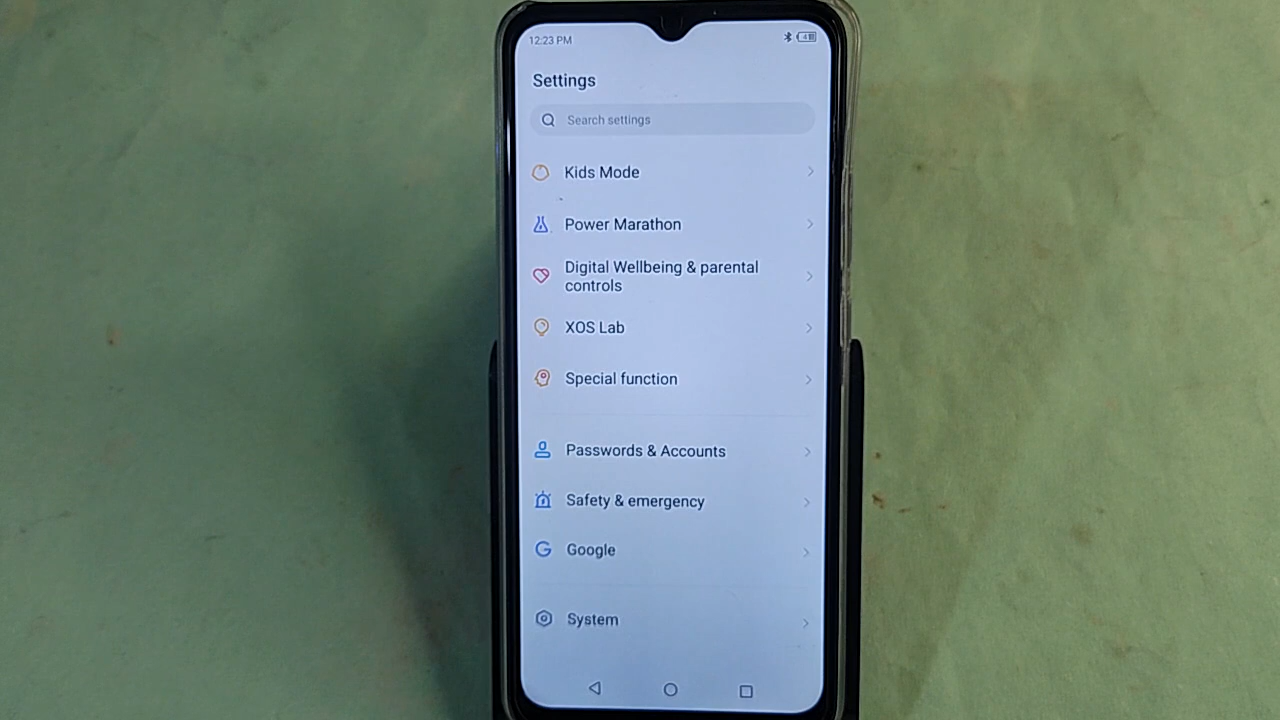 12:23 PM
Settings
Search settings
Kids Mode
Power Marathon
Digital Wellbeing & parental
controls
XOS Lab
Special function
Passwords & Accounts
Safety & emergency
Google
System